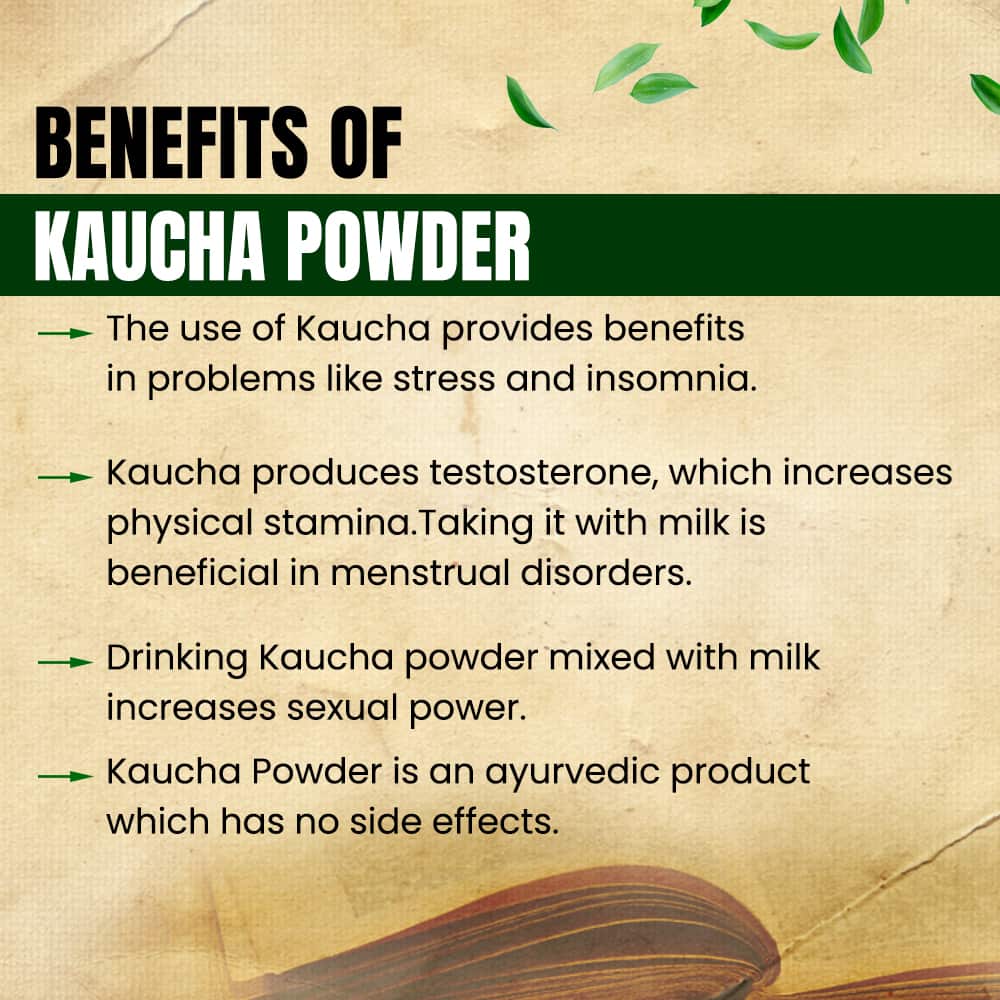 BENEFITS OF
KAUCHA POWDER
The use of Kaucha provides benefits
in problems like stress and insomnia.
Kaucha produces testosterone, which increases
physical stamina.Taking it with milk is
beneficial in menstrual disorders.
Drinking Kaucha powder mixed with milk
increases sexual power.
Kaucha Powder is an ayurvedic product
which has no side effects.